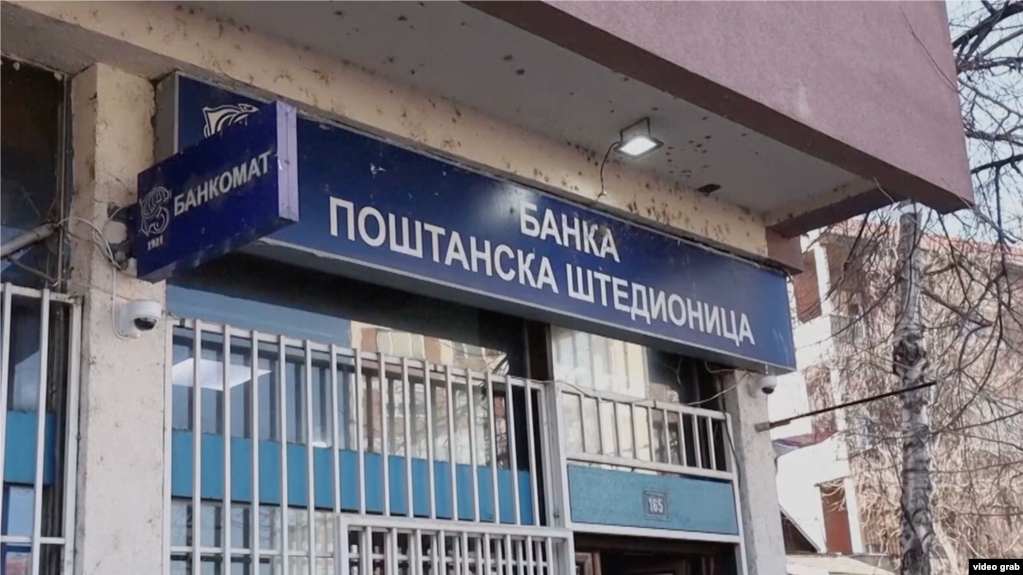 БАНКОМАТ
1921
БАНКА
ПОШТАНСКА ШТЕДИОНИЦА
165
video grab